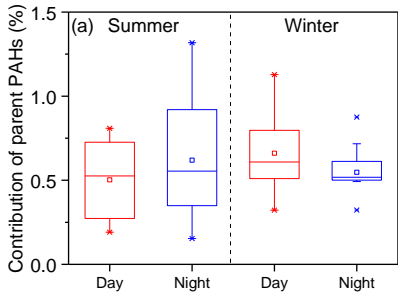 (a) Summer Winter
Contribution of parent PAHs (%)
1.5
1.0
0.5
0.0
Day Night Day Night